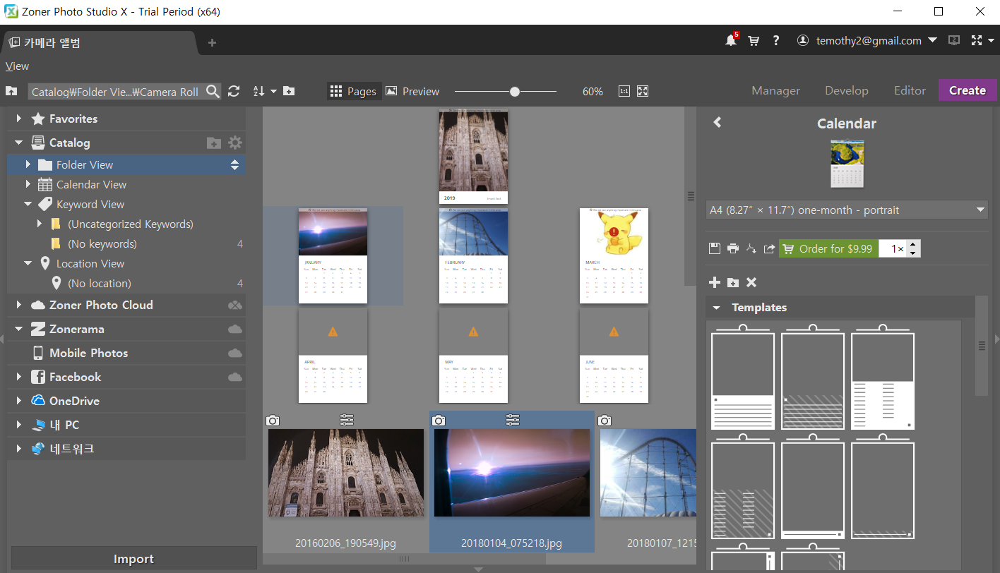 Zoner Photo Studio X - Trial Period (x64)
카메라 앨범
5
temothy2@gmail.com
2
View
Catalog₩Folder Vie...₩Camera Roll
Pages
Preview
60%
1:1
Manager
Develop
Editor
Create
Favorites
Catalog
Folder View
Calendar View
Keyword View
(Uncategorized Keywords)
(No keywords) 4
Location View
(No location) 4
Zoner Photo Cloud
Zonerama
Mobile Photos
Facebook
OneDrive
내 PC
네트워크
Import
2019
JANUARY
FEBRUARY
MARCH
APRIL
MAY
JUNE
20160206_190549.jpg
20180104_075218.jpg
20180107_1215
Calendar
A4 (8.27″ × 11.7″) one-month - portrait
Order for $9.99
1×
Templates